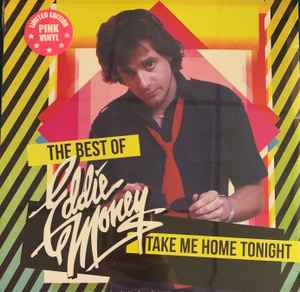 LIMITED EDITION
PINK
VINYL
THE BEST OF
Eddie
Money
TAKE ME HOME TONIGHT